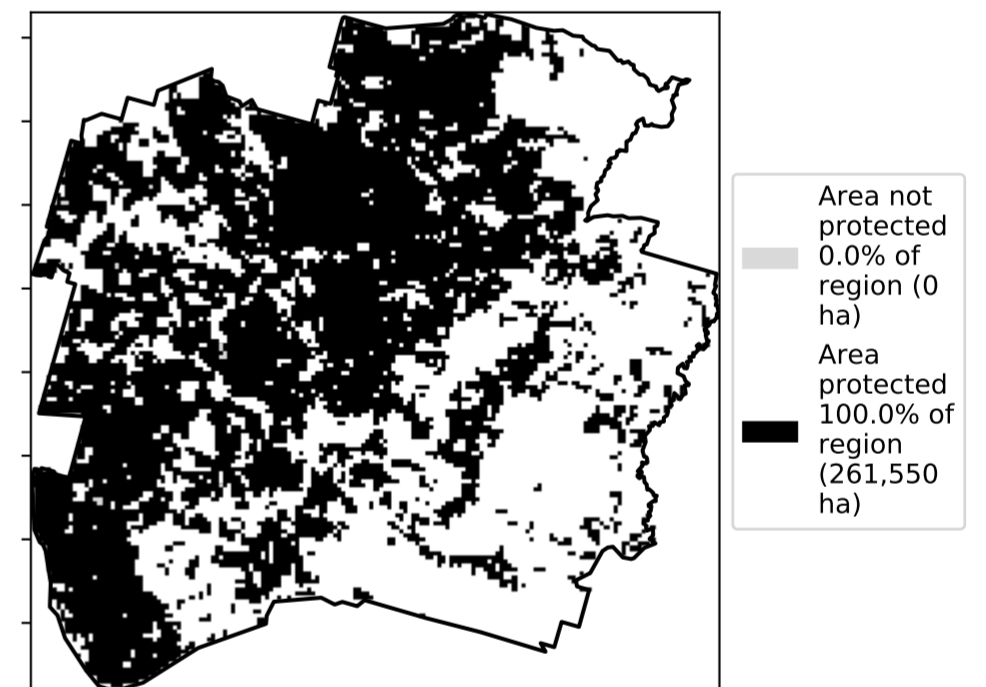 Area not
protected
0.0% of
region (0
ha)
Area
protected
100.0% of
region
(261,550
ha)